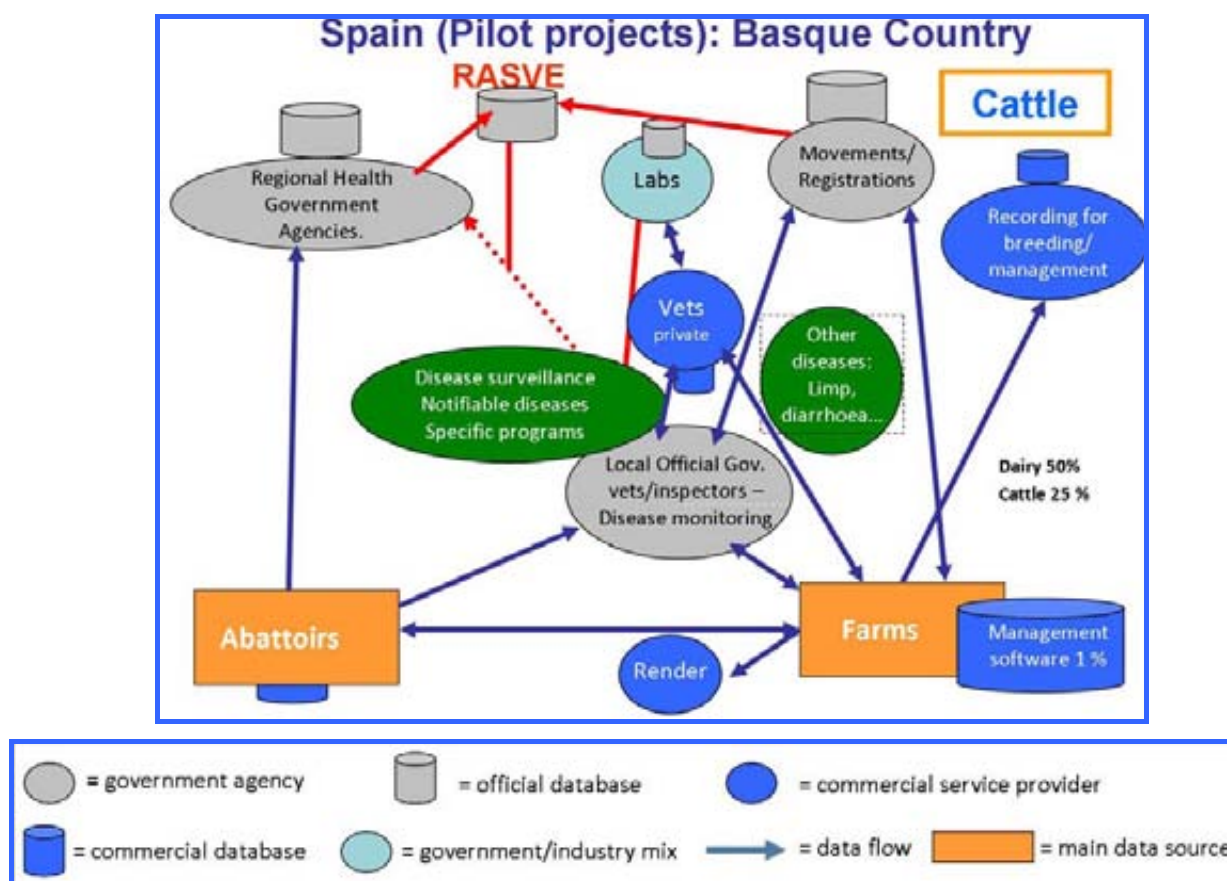 Spain (Pilot projects): Basque Country
RASVE
Cattle
Regional Health
Government
Agencies.
Labs
Movements/
Registrations
Recording for
breeding/
management
Vets
private
Other
diseases:
Limp,
diarrhoea...
Disease surveillance
Notifiable diseases
Specific programs
Local Official Gov.
vets/inspectors –
Disease monitoring
Dairy 50%
Cattle 25 %
Abattoirs
Farms
Management
software 1 %
Render
= government agency
= official database
= commercial service provider
= commercial database
= government/industry mix
= data flow
= main data source